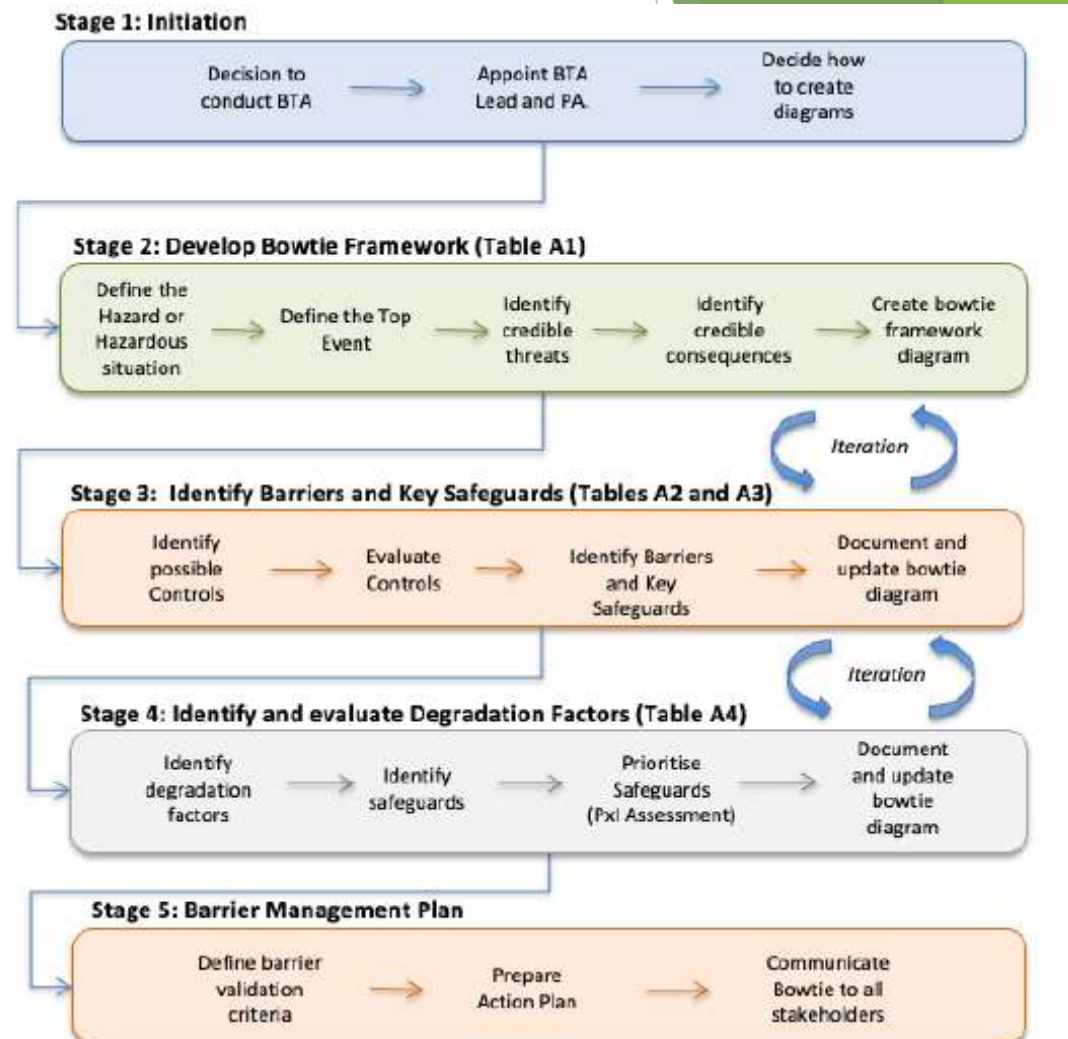 Stage 1: Initiation
Decision to
conduct BTA
Appoint BTA
Lead and PA.
Decide how
to create
diagrams
Stage 2: Develop Bowtie Framework (Table A1)
Define the
Hazard or
Hazardous
situation
Define the Top
Event
Identify
credible
threats
Identify
credible
consequences
Create bowtie
framework
diagram
Iteration
Stage 3: Identify Barriers and Key Safeguards (Tables A2 and A3)
Identify
possible
Controls
Evaluate
Controls
Identify Barriers
and Key
Safeguards
Document and
update bowtie
diagram
Iteration
Stage 4: Identify and evaluate Degradation Factors (Table A4)
Identify
degradation
factors
Identify
safeguards
Prioritise
Safeguards
(PxI Assessment)
Document
and update
bowtie
diagram
Stage 5: Barrier Management Plan
Define barrier
validation
criteria
Prepare
Action Plan
Communicate
Bowtie to all
stakeholders